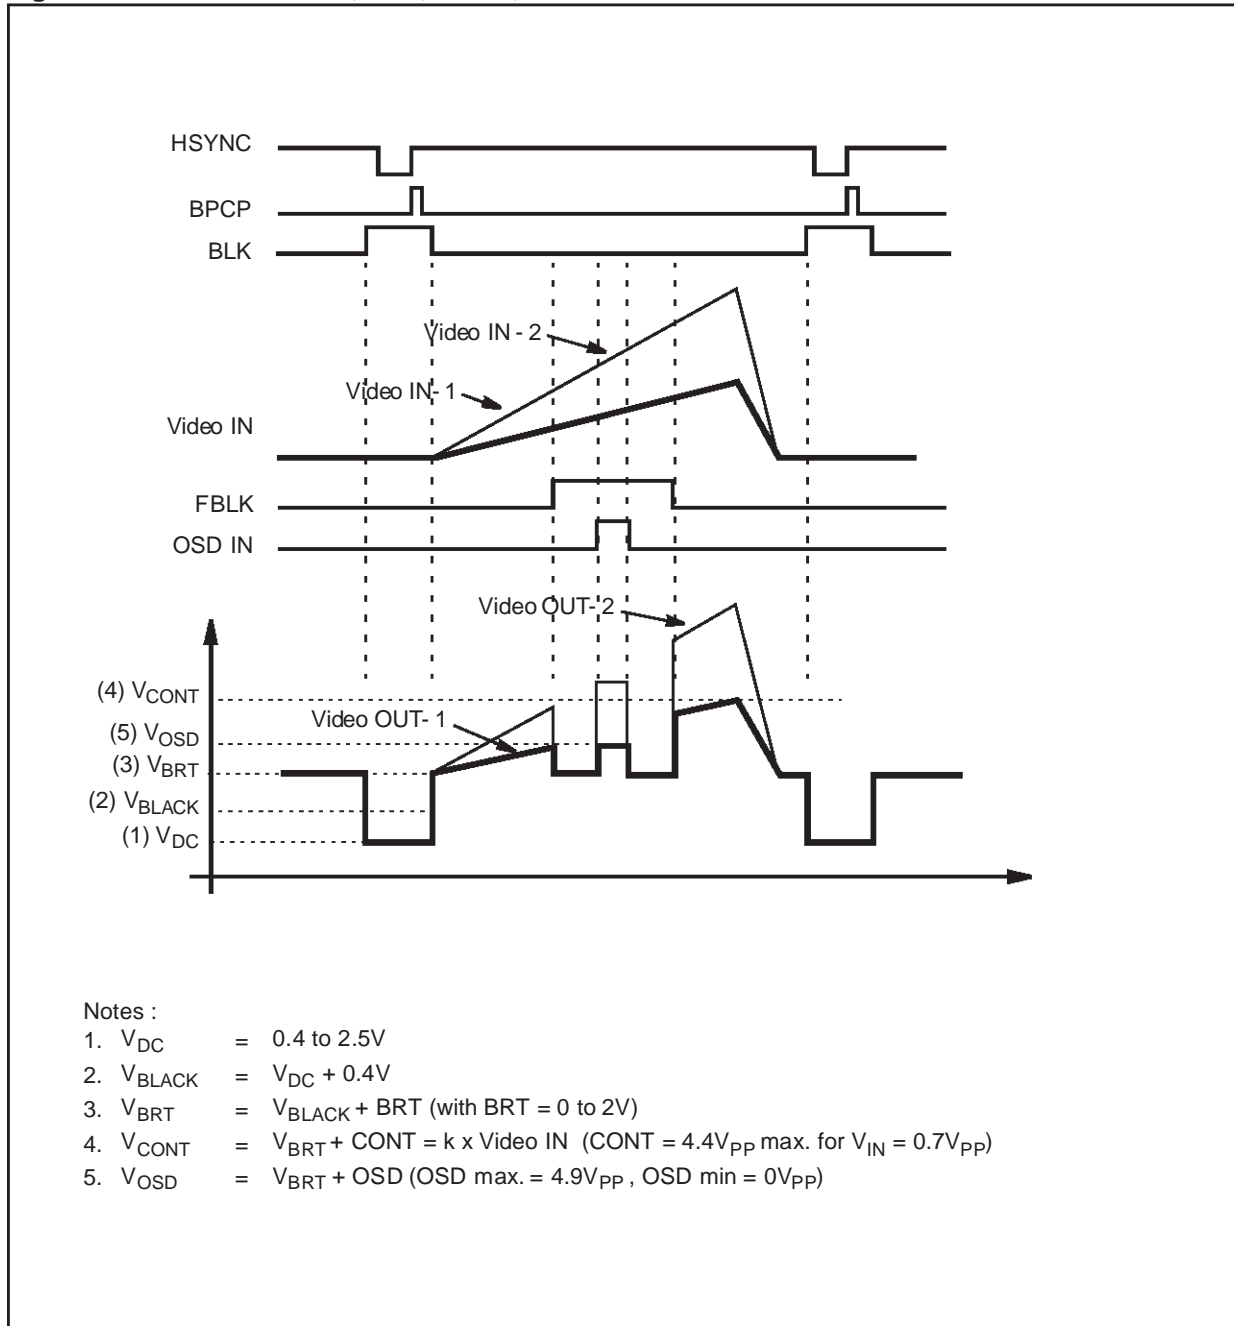 HSYNC
BPCP
BLK
Video IN - 2
Video IN- 1
Video IN
FBLK
OSD IN
Video OUT- 2
(4) VCONT
Video OUT- 1
(5) VOSD
(3) VBRT
(2) VBLACK
(1) VDC
Notes :
1. VDC = 0.4 to 2.5V
2. VBLACK = VDC + 0.4V
3. VBRT = VBLACK + BRT (with BRT = 0 to 2V)
4. VCONT = VBRT + CONT = k x Video IN (CONT = 4.4VPP max. for VIN = 0.7VPP)
5. VOSD = VBRT + OSD (OSD max. = 4.9VPP , OSD min = 0VPP)